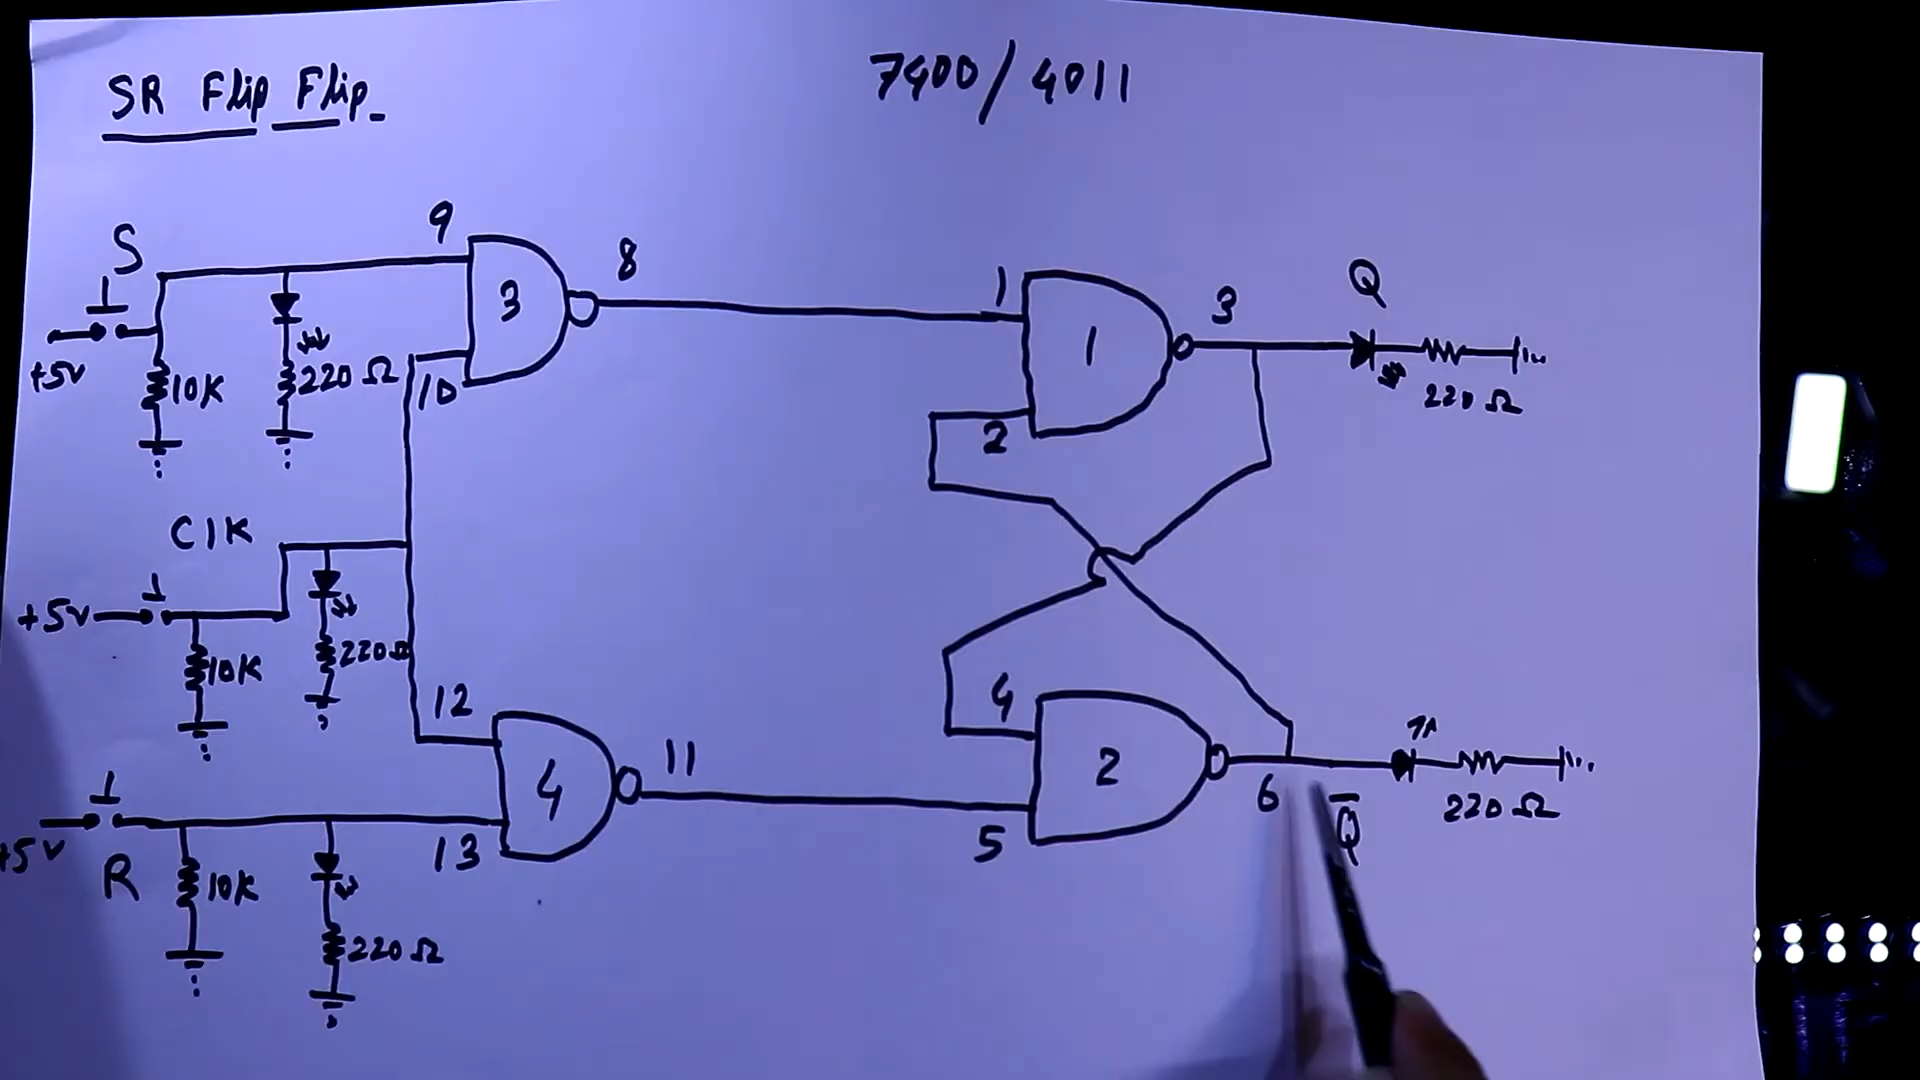 SR Flip Flip
7400/4011
S
9
8
3
+5v
10K
220 Ω
10
1
1
2
3
Q
220 Ω
Clk
+5v
10K
220Ω
12
4
11
13
+5v
R
10K
220 Ω
4
2
5
6
Q̅
220 Ω